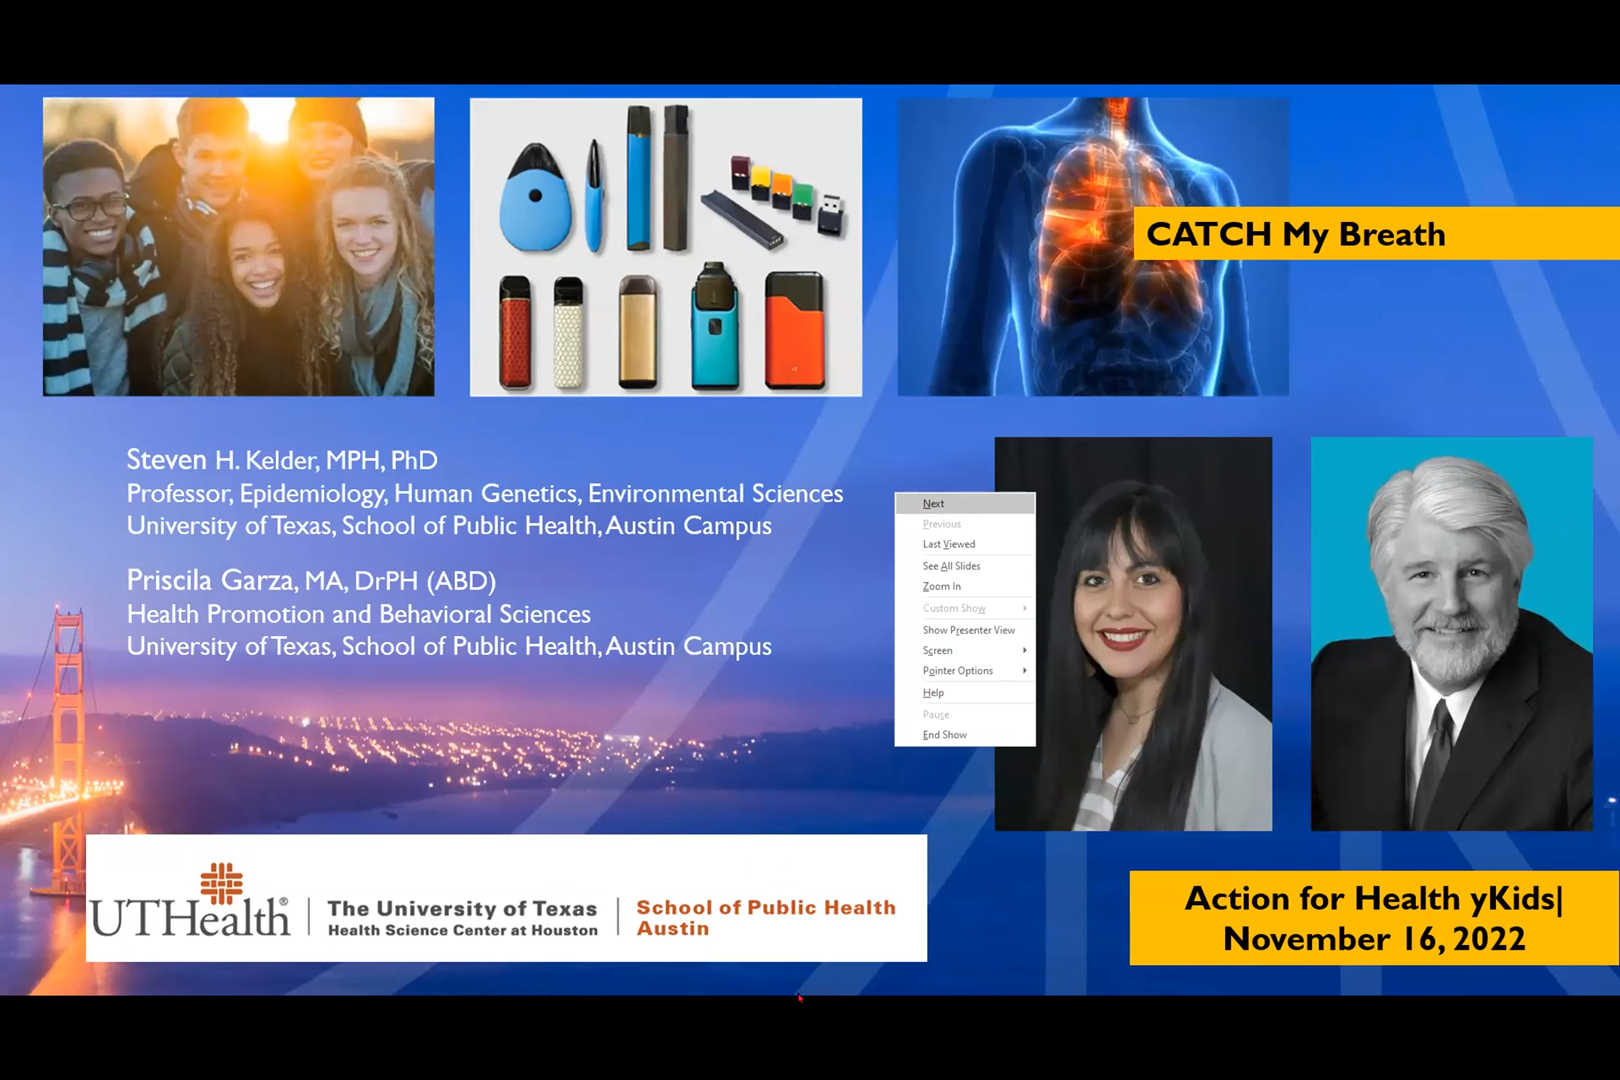 CATCH My Breath
Steven H. Kelder, MPH, PhD
Professor, Epidemiology, Human Genetics, Environmental Sciences
University of Texas, School of Public Health, Austin Campus
Priscila Garza, MA, DrPH (ABD)
Health Promotion and Behavioral Sciences
University of Texas, School of Public Health, Austin Campus
Next
Previous
Last Viewed
See All Slides
Zoom In
Custom Show
Show Presenter View
Screen
Pointer Options
Help
Pause
End Show
UTHealth®
The University of Texas
Health Science Center at Houston
School of Public Health
Austin
Action for Health yKids|
November 16, 2022